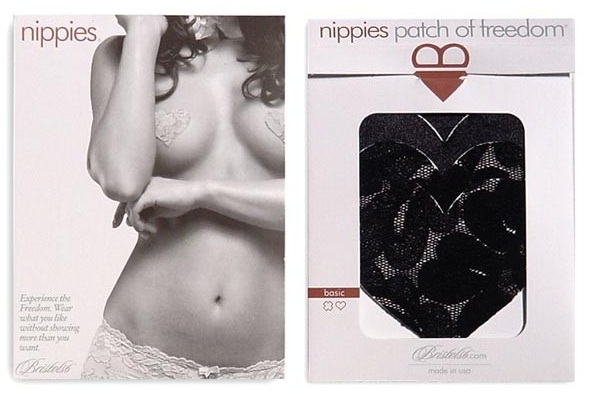 nippies
Experience the
Freedom. Wear
what you like
without showing
more than you
want.
Bristols6
nippies patch of freedom
B
basic
Bristols6.com
made in usa